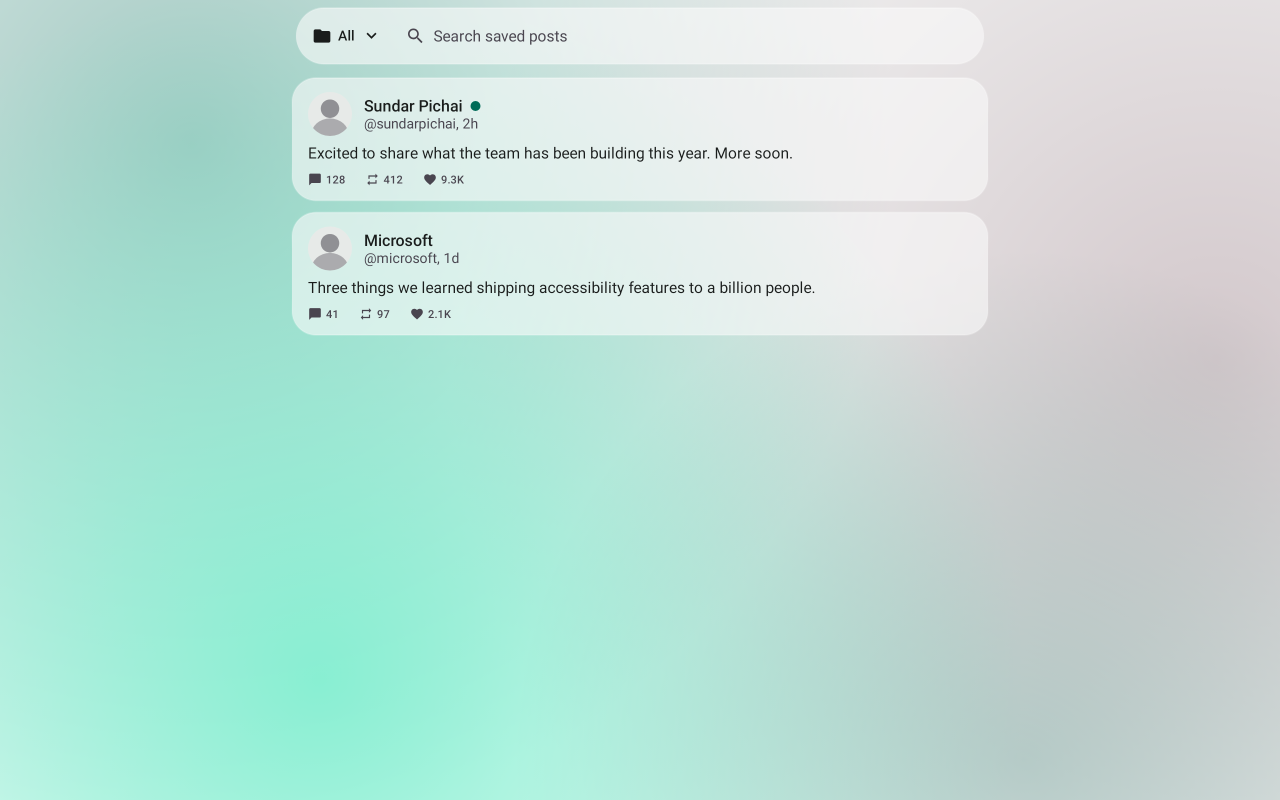 All
Search saved posts
Sundar Pichai
@sundarpichai, 2h
Excited to share what the team has been building this year. More soon.
128 412 9.3K
Microsoft
@microsoft, 1d
Three things we learned shipping accessibility features to a billion people.
41 97 2.1K